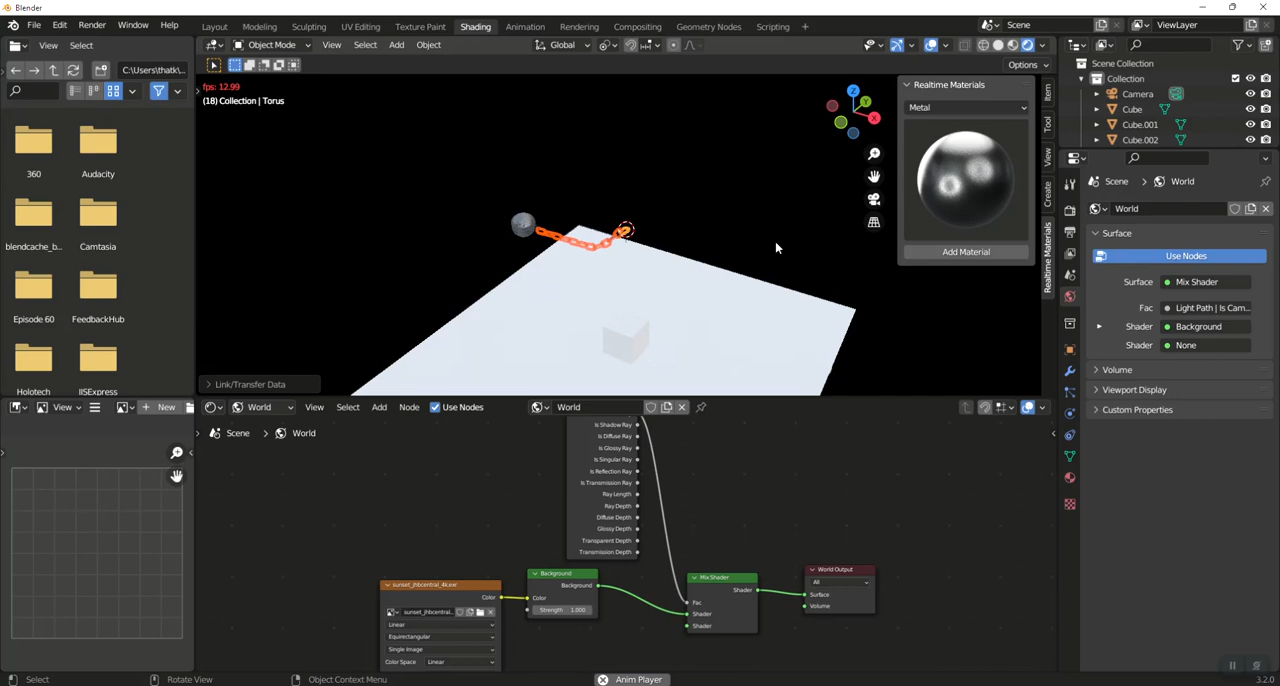 Blender
File Edit Render Window Help
Layout Modeling Sculpting UV Editing Texture Paint Shading Animation Rendering Compositing Geometry Nodes Scripting +
Scene ViewLayer
View Select
Object Mode View Select Add Object Global
C:\Users\thatk\...
Options
fps: 12.99
(18) Collection | Torus
360 Audacity
blendcache_b... Camtasia
Episode 60 FeedbackHub
Holotech IISExpress
Z Y X
Realtime Materials
Metal
Add Material
Item
Tool
View
Create
Realtime Materials
Link/Transfer Data
Scene Collection
Collection
Camera
Cube
Cube.001
Cube.002
Scene > World
World
Surface
Use Nodes
Surface Mix Shader
Fac Light Path | Is Cam...
Shader Background
Shader None
Volume
Viewport Display
Custom Properties
View + New
World View Select Add Node Use Nodes World
Scene > World
Is Shadow Ray
Is Diffuse Ray
Is Glossy Ray
Is Singular Ray
Is Reflection Ray
Is Transmission Ray
Ray Length
Ray Depth
Diffuse Depth
Glossy Depth
Transparent Depth
Transmission Depth
sunset_jhbcentral_4k.exr
Color
sunset_jhbcentral...
Linear
Equirectangular
Single Image
Color Space Linear
Background
Background
Color
Strength 1.000
Mix Shader
Shader
Fac
Shader
Shader
World Output
All
Surface
Volume
Select Rotate View Object Context Menu Anim Player 3.2.0